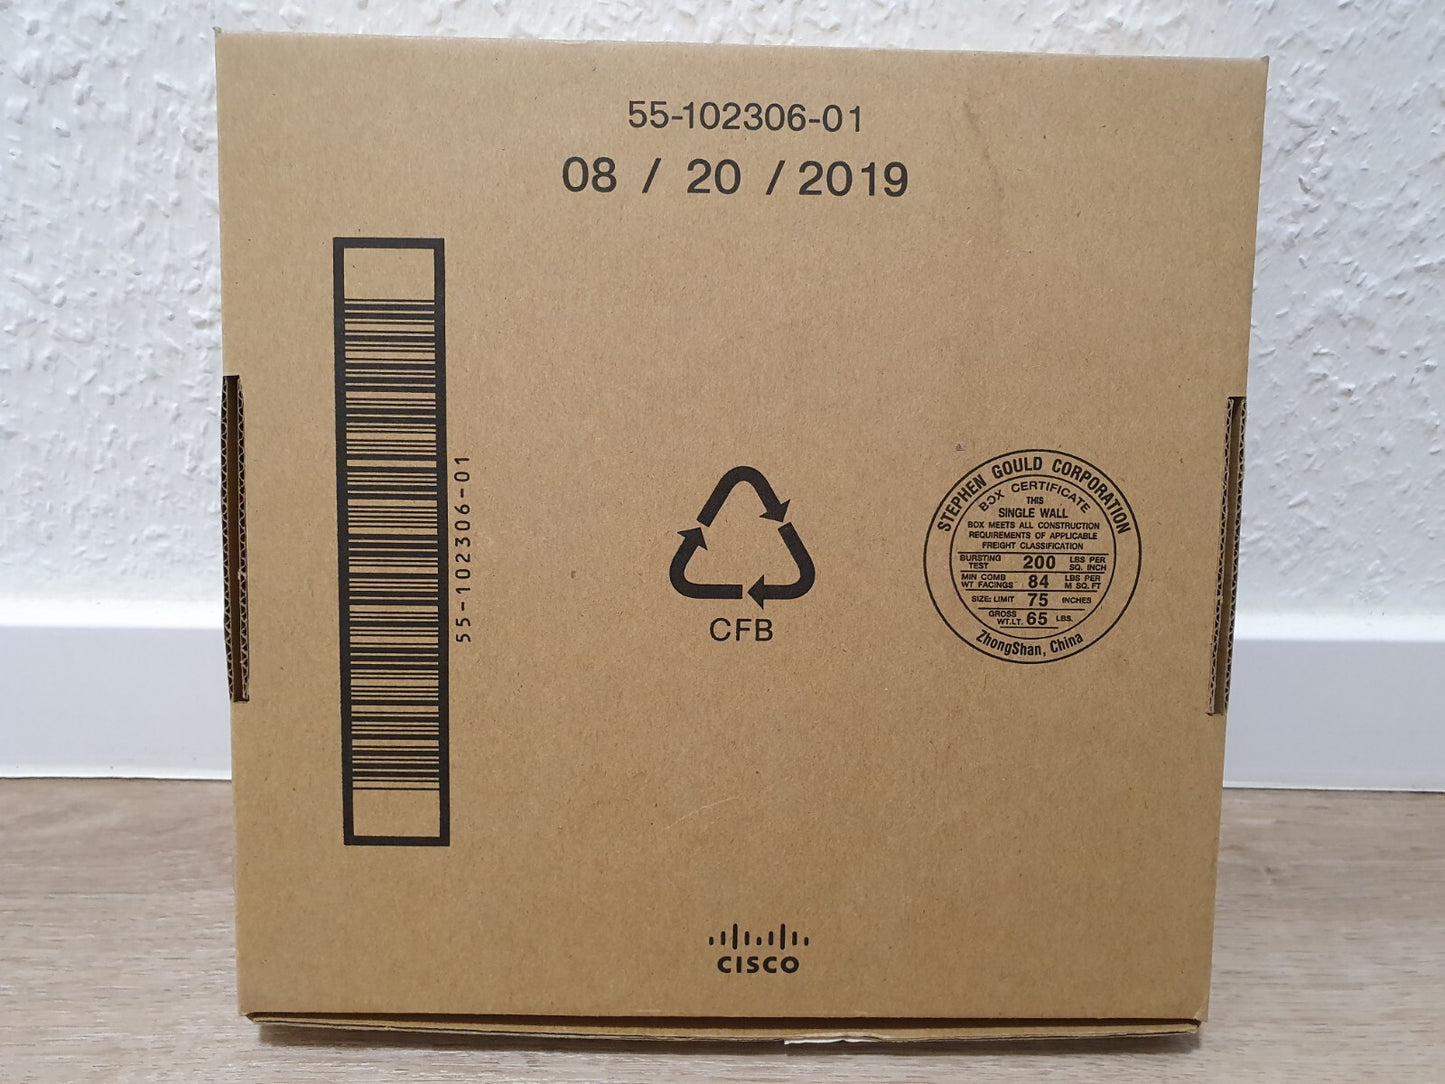 55-102306-01
08 / 20 / 2019
55-102306-01
CFB
STEPHEN GOULD CORPORATION
BOX CERTIFICATE
THIS
SINGLE WALL
BOX MEETS ALL CONSTRUCTION
REQUIREMENTS OF APPLICABLE
FREIGHT CLASSIFICATION
BURSTING TEST 200 LBS PER SQ. INCH
MIN COMB WT FACINGS 84 LBS PER M SQ. FT
SIZE: LIMIT 75 INCHES
GROSS WT.LT. 65 LBS.
ZhongShan, China
CISCO